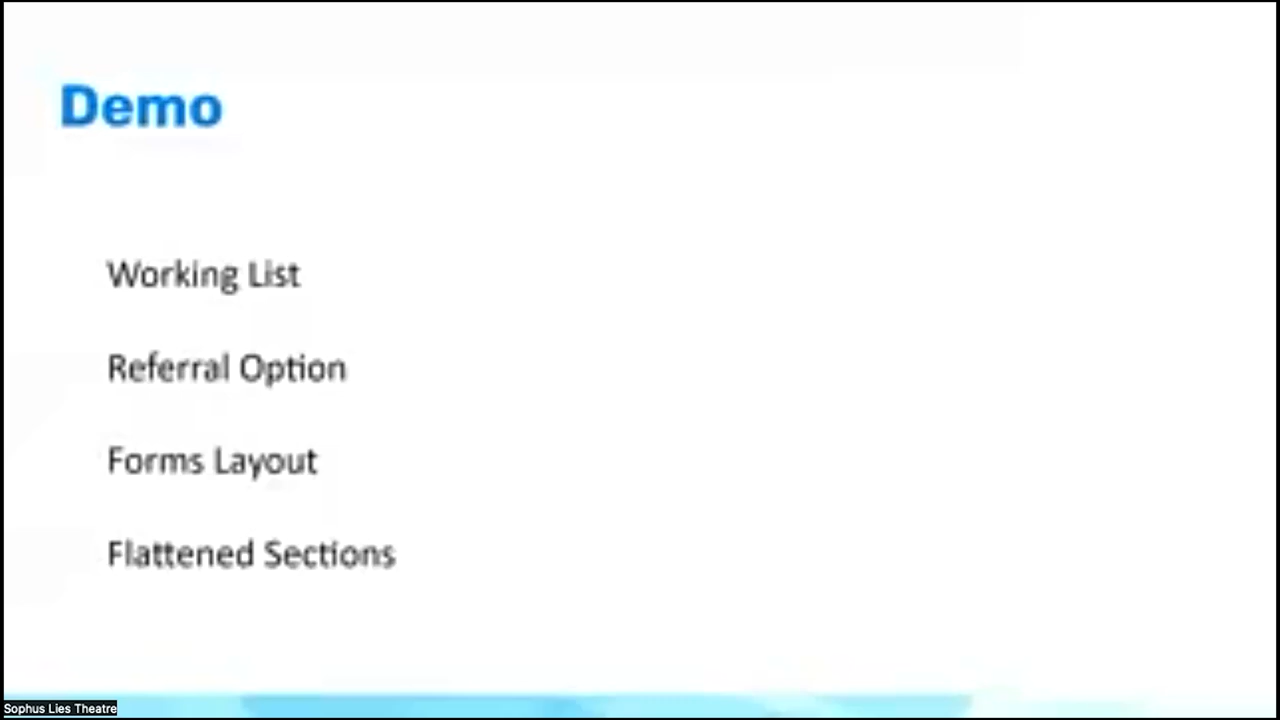 Demo
Working List
Referral Option
Forms Layout
Flattened Sections
Sophus Lies Theatre